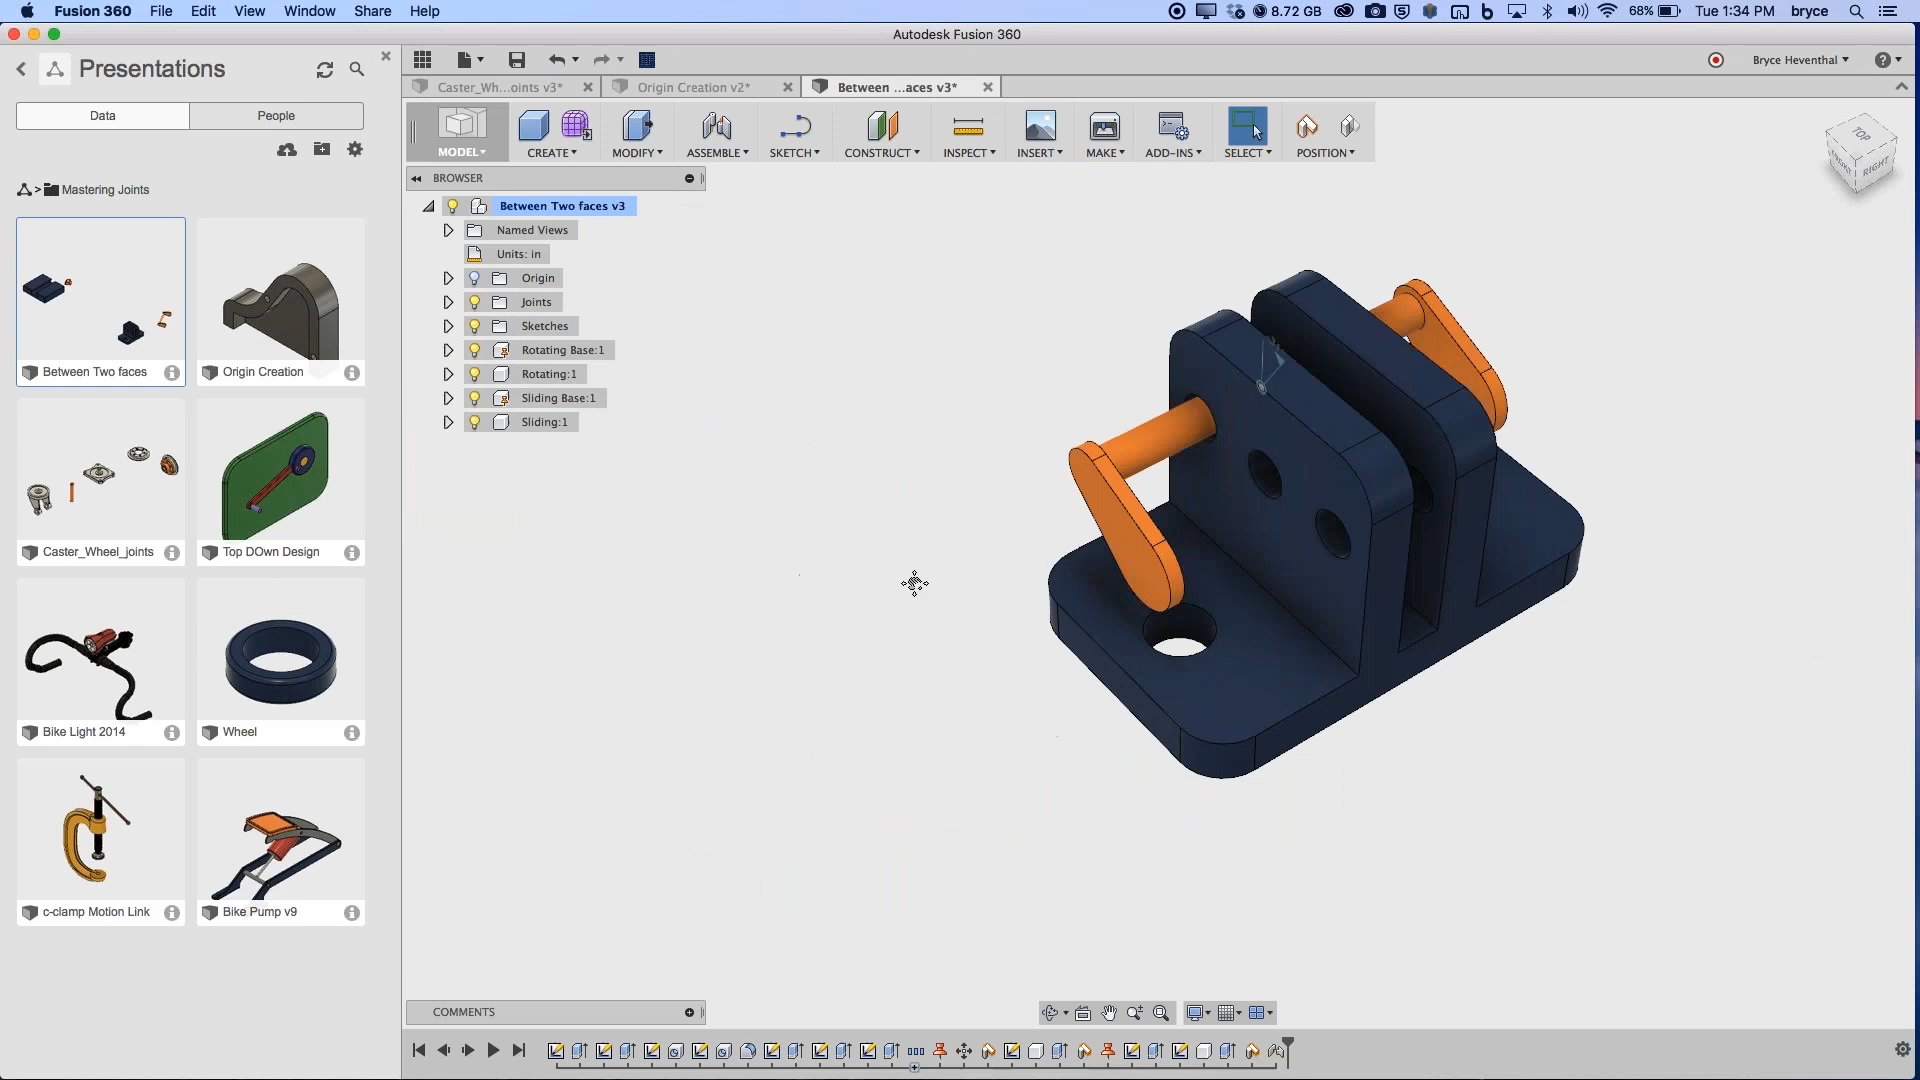 Fusion 360 File Edit View Window Share Help
8.72 GB 68% Tue 1:34 PM bryce
Autodesk Fusion 360
Presentations
Data People
Mastering Joints
Between Two faces
Origin Creation
Caster_Wheel_joints
Top DOwn Design
Bike Light 2014
Wheel
c-clamp Motion Link
Bike Pump v9
Bryce Heventhal
Caster_Wh...oints v3*
Origin Creation v2*
Between ...aces v3*
MODEL CREATE MODIFY ASSEMBLE SKETCH CONSTRUCT INSPECT INSERT MAKE ADD-INS SELECT POSITION
BROWSER
Between Two faces v3
Named Views
Units: in
Origin
Joints
Sketches
Rotating Base:1
Rotating:1
Sliding Base:1
Sliding:1
TOP
FRONT
RIGHT
COMMENTS